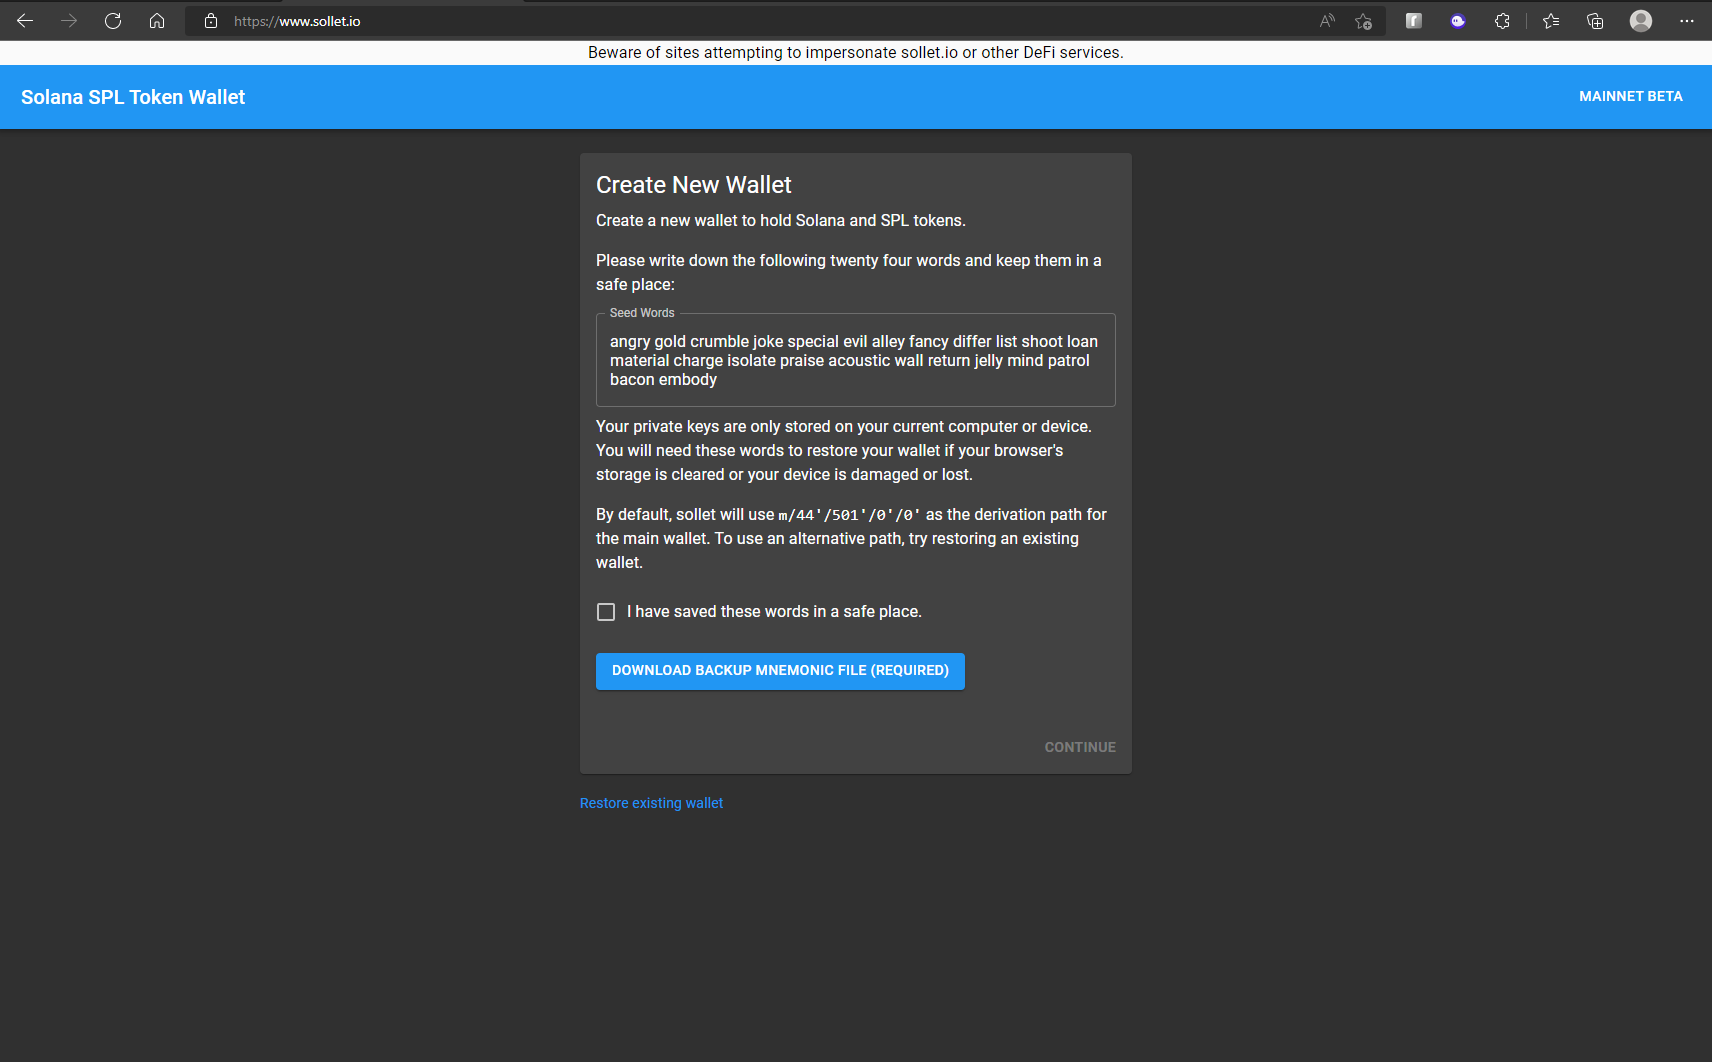 https://www.sollet.io
Beware of sites attempting to impersonate sollet.io or other DeFi services.
Solana SPL Token Wallet
MAINNET BETA
Create New Wallet
Create a new wallet to hold Solana and SPL tokens.
Please write down the following twenty four words and keep them in a
safe place:
Seed Words
angry gold crumble joke special evil alley fancy differ list shoot loan
material charge isolate praise acoustic wall return jelly mind patrol
bacon embody
Your private keys are only stored on your current computer or device.
You will need these words to restore your wallet if your browser's
storage is cleared or your device is damaged or lost.
By default, sollet will use m/44'/501'/0'/0' as the derivation path for
the main wallet. To use an alternative path, try restoring an existing
wallet.
I have saved these words in a safe place.
DOWNLOAD BACKUP MNEMONIC FILE (REQUIRED)
CONTINUE
Restore existing wallet